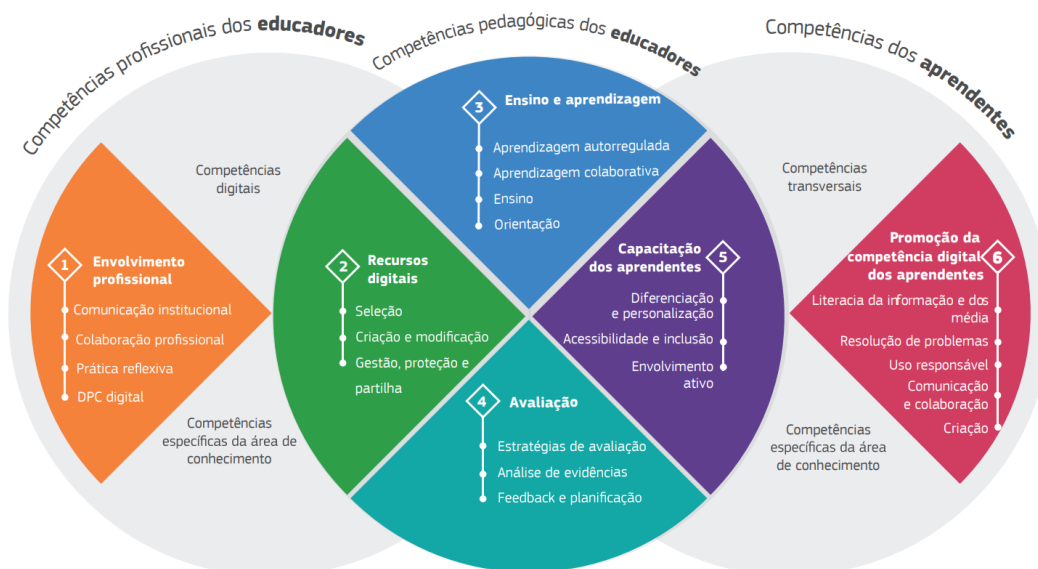 Competências profissionais dos educadores
Competências pedagógicas dos educadores
Competências dos aprendentes
Competências
digitais
Competências
transversais
1
Envolvimento
profissional
Comunicação institucional
Colaboração profissional
Prática reflexiva
DPC digital
2
Recursos
digitais
Seleção
Criação e modificação
Gestão, proteção e
partilha
3
Ensino e aprendizagem
Aprendizagem autorregulada
Aprendizagem colaborativa
Ensino
Orientação
4
Avaliação
Estratégias de avaliação
Análise de evidências
Feedback e planificação
5
Capacitação
dos aprendentes
Diferenciação
e personalização
Acessibilidade e inclusão
Envolvimento
ativo
6
Promoção da
competência digital
dos aprendentes
Literacia da informação e dos
média
Resolução de problemas
Uso responsável
Comunicação
e colaboração
Criação
Competências
específicas da área de
conhecimento
Competências
específicas da área
de conhecimento